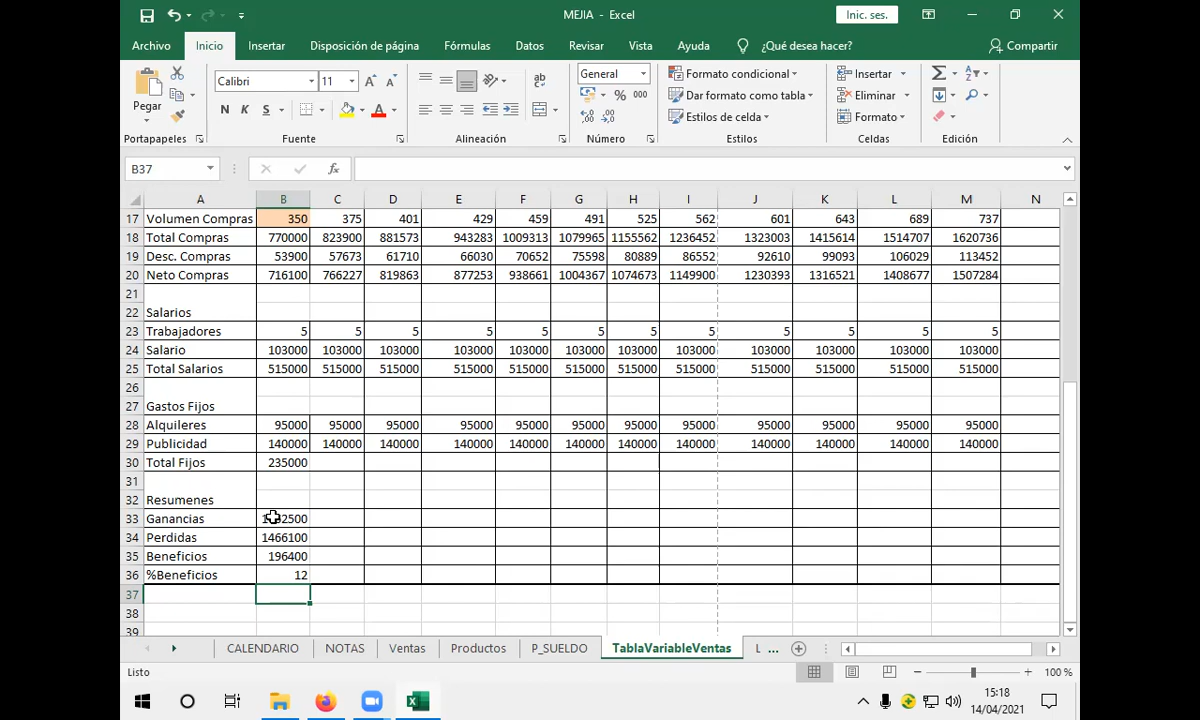 MEJIA - Excel
Inic. ses.
Archivo Inicio Insertar Disposición de página Fórmulas Datos Revisar Vista Ayuda ¿Qué desea hacer? Compartir
Pegar
Calibri 11
N K S
General
% 000
Formato condicional
Dar formato como tabla
Estilos de celda
Insertar
Eliminar
Formato
Portapapeles Fuente Alineación Número Estilos Celdas Edición
B37 fx
A B C D E F G H I J K L M N
17 Volumen Compras 350 375 401 429 459 491 525 562 601 643 689 737
18 Total Compras 770000 823900 881573 943283 1009313 1079965 1155562 1236452 1323003 1415614 1514707 1620736
19 Desc. Compras 53900 57673 61710 66030 70652 75598 80889 86552 92610 99093 106029 113452
20 Neto Compras 716100 766227 819863 877253 938661 1004367 1074673 1149900 1230393 1316521 1408677 1507284
21
22 Salarios
23 Trabajadores 5 5 5 5 5 5 5 5 5 5 5 5
24 Salario 103000 103000 103000 103000 103000 103000 103000 103000 103000 103000 103000 103000
25 Total Salarios 515000 515000 515000 515000 515000 515000 515000 515000 515000 515000 515000 515000
26
27 Gastos Fijos
28 Alquileres 95000 95000 95000 95000 95000 95000 95000 95000 95000 95000 95000 95000
29 Publicidad 140000 140000 140000 140000 140000 140000 140000 140000 140000 140000 140000 140000
30 Total Fijos 235000
31
32 Resumenes
33 Ganancias
34 Perdidas 1466100
35 Beneficios 196400
36 %Beneficios 12
37
38
39
CALENDARIO NOTAS Ventas Productos P_SUELDO TablaVariableVentas L ...
Listo 100 %
15:18
14/04/2021